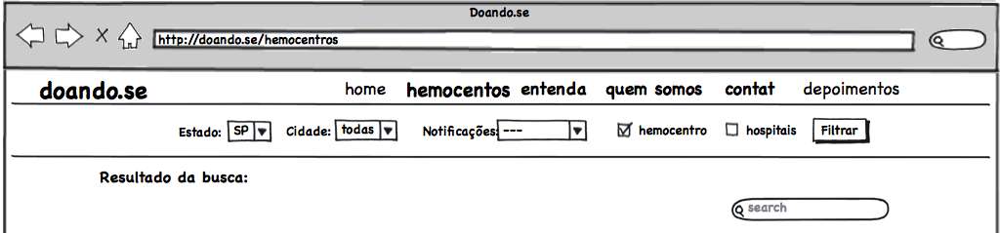 Doando.se
http://doando.se/hemocentros
doando.se home hemocentos entenda quem somos contat depoimentos
Estado: SP Cidade: todas Notificações: --- hemocentro hospitais Filtrar
Resultado da busca:
search